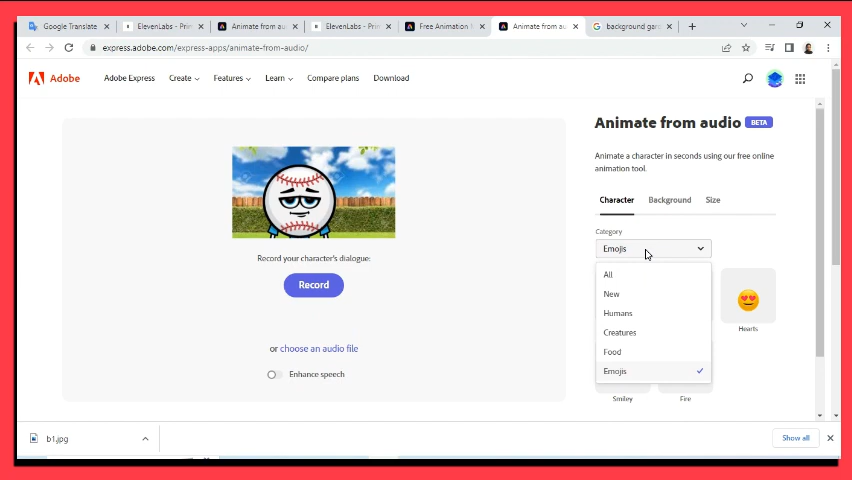 Google Translate
ElevenLabs - Prim
Animate from au
ElevenLabs - Prim
Free Animation
Animate from au
background gar
express.adobe.com/express-apps/animate-from-audio/
Adobe
Adobe Express
Create
Features
Learn
Compare plans
Download
Animate from audio BETA
Animate a character in seconds using our free online
animation tool.
Character Background Size
Category
Emojis
All
New
Humans
Creatures
Food
Emojis
Hearts
Smiley
Fire
Record your character's dialogue:
Record
or choose an audio file
Enhance speech
b1.jpg
Show all